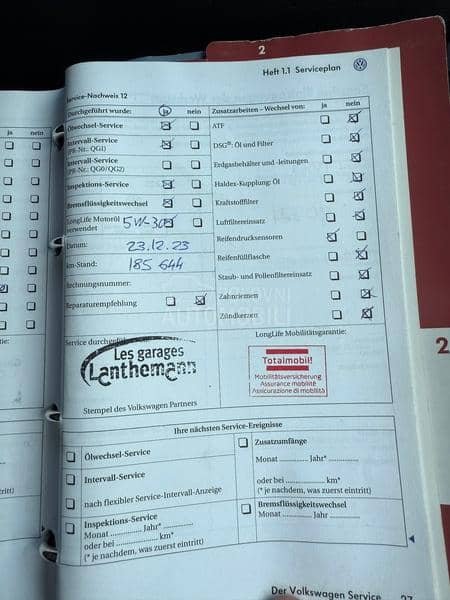 2
Heft 1.1 Serviceplan
Service-Nachweis 12
Durchgeführt wurde: ja nein
Ölwechsel-Service
Intervall-Service
(PR-Nr.: QG1)
Intervall-Service
(PR-Nr.: QG0/QG2)
Inspektions-Service
Bremsflüssigkeitswechsel
LongLife Motoröl
verwendet 5W-30
Datum: 23.12.23
km-Stand: 185 644
Rechnungsnummer:
Reparaturempfehlung
Zusatzarbeiten – Wechsel von: ja nein
ATF
DSG®: Öl und Filter
Erdgasbehälter und -leitungen
Haldex-Kupplung: Öl
Kraftstofffilter
Luftfiltereinsatz
Reifendrucksensoren
Reifenfüllflasche
Staub- und Pollenfiltereinsatz
Zahnriemen
Zündkerzen
Service durchgeführt
Les garages
Lanthemann
Stempel des Volkswagen Partners
LongLife Mobilitätsgarantie:
Totalmobil!
Mobilitätsversicherung
Assurance mobilité
Assicurazione di mobilità
Ihre nächsten Service-Ereignisse
Ölwechsel-Service
Intervall-Service
nach flexibler Service-Intervall-Anzeige
Inspektions-Service
Monat .............. Jahr* ..............
oder bei .............. km*
(* je nachdem, was zuerst eintritt)
Zusatzumfänge
Monat .............. Jahr* ..............
oder bei .............. km*
(* je nachdem, was zuerst eintritt)
Bremsflüssigkeitswechsel
Monat .............. Jahr ..............
Der Volkswagen Service 27
ja nein
2